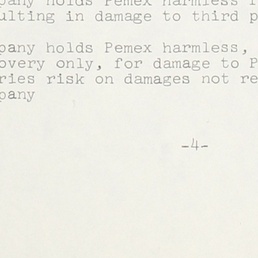 pany holds Pemex harmless
ulting in damage to third p
pany holds Pemex harmless,
overy only, for damage to P
ries risk on damages not re
pany
-4-